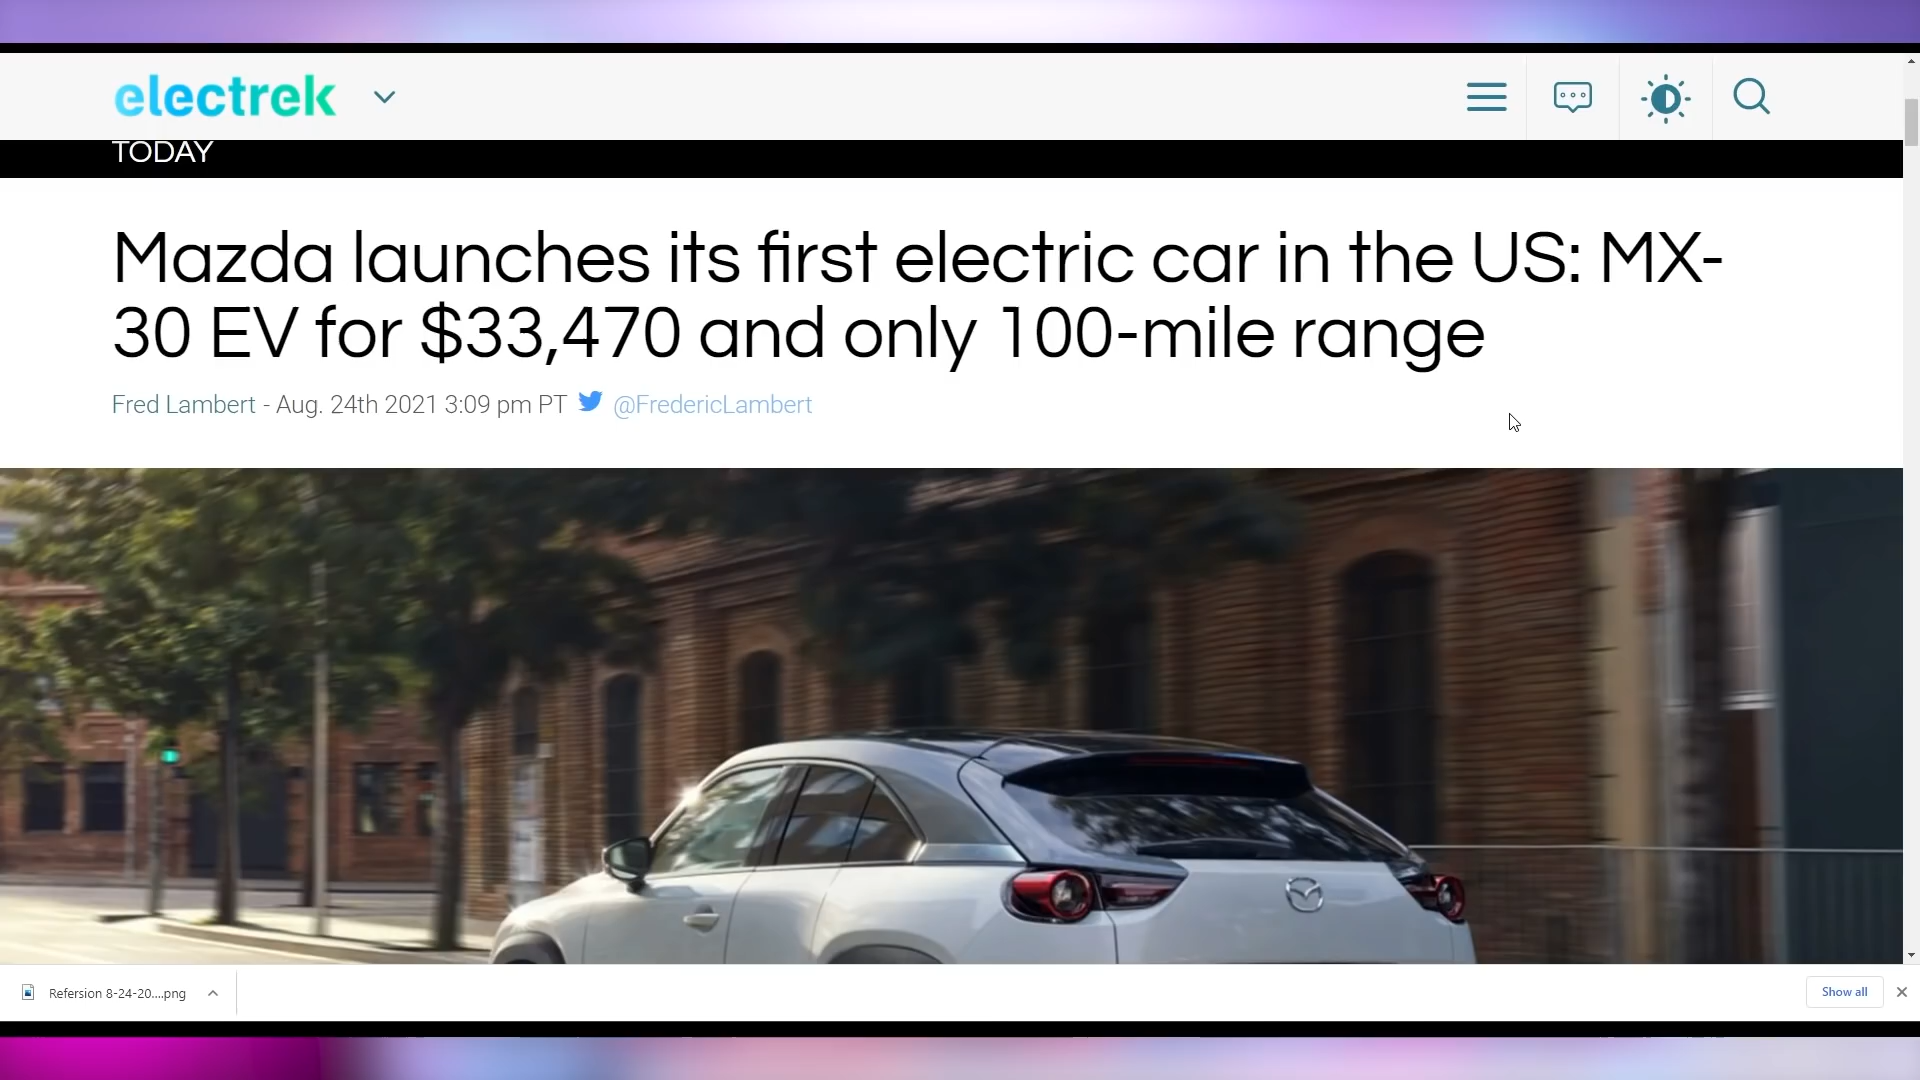 electrek
TODAY
Mazda launches its first electric car in the US: MX-
30 EV for $33,470 and only 100-mile range
Fred Lambert - Aug. 24th 2021 3:09 pm PT @FredericLambert
Refersion 8-24-20....png
Show all